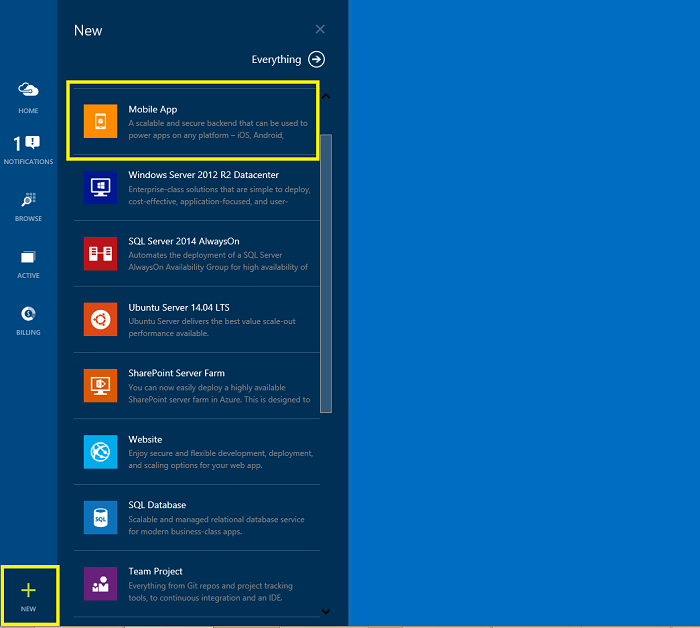 New
Everything
HOME
1
NOTIFICATIONS
BROWSE
ACTIVE
BILLING
NEW
Mobile App
A scalable and secure backend that can be used to
power apps on any platform – iOS, Android,
Windows Server 2012 R2 Datacenter
Enterprise-class solutions that are simple to deploy,
cost-effective, application-focused, and user-
SQL Server 2014 AlwaysOn
Automates the deployment of a SQL Server
AlwaysOn Availability Group for high availability of
Ubuntu Server 14.04 LTS
Ubuntu Server delivers the best value scale-out
performance available.
SharePoint Server Farm
You can now easily deploy a highly available
SharePoint server farm in Azure. This is designed to
Website
Enjoy secure and flexible development, deployment,
and scaling options for your web app.
SQL
SQL Database
Scalable and managed relational database service
for modern business-class apps.
Team Project
Everything from Git repos and project tracking
tools, to continuous integration and an IDE.